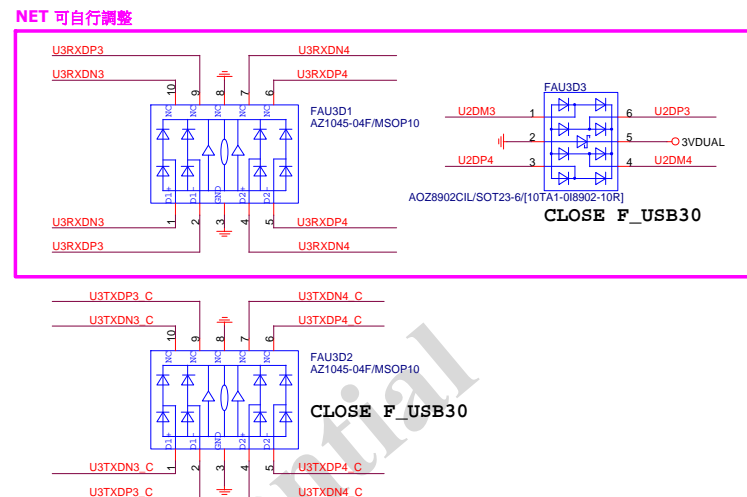 NET 可自行調整
U3RXDP3
U3RXDN4
U3RXDN3
U3RXDP4
10
9
8
7
6
NC
NC
NC
NC
NC
FAU3D1
AZ1045-04F/MSOP10
D1+
D1-
GND
D2+
D2-
1
2
3
4
5
U3RXDN3
U3RXDP4
U3RXDP3
U3RXDN4
FAU3D3
U2DM3
1
6
U2DP3
2
5
3VDUAL
U2DP4
3
4
U2DM4
AOZ8902CIL/SOT23-6/[10TA1-0I8902-10R]
CLOSE F_USB30
U3TXDP3_C
U3TXDN4_C
U3TXDN3_C
U3TXDP4_C
10
9
8
7
6
NC
NC
NC
NC
NC
FAU3D2
AZ1045-04F/MSOP10
CLOSE F_USB30
D1+
D1-
GND
D2+
D2-
1
2
3
4
5
U3TXDN3_C
U3TXDP4_C
U3TXDP3_C
U3TXDN4_C
ential